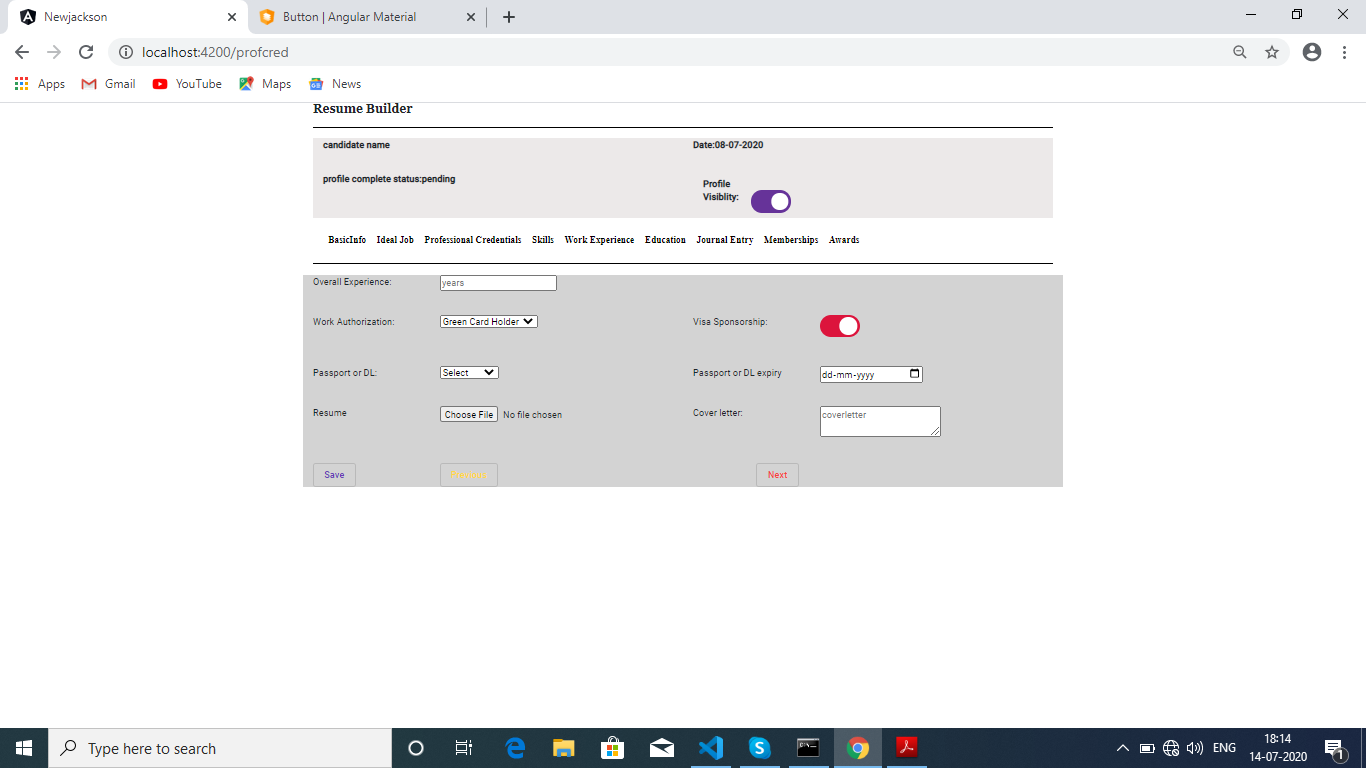 Newjackson
Button | Angular Material
localhost:4200/profcred
Apps Gmail YouTube Maps News
Resume Builder
candidate name Date:08-07-2020
profile complete status:pending
Profile
Visiblity:
BasicInfo Ideal Job Professional Credentials Skills Work Experience Education Journal Entry Memberships Awards
Overall Experience: years
Work Authorization: Green Card Holder Visa Sponsorship:
Passport or DL: Select Passport or DL expiry dd-mm-yyyy
Resume Choose File No file chosen Cover letter: coverletter
Save Next
Type here to search
ENG
18:14
14-07-2020
1